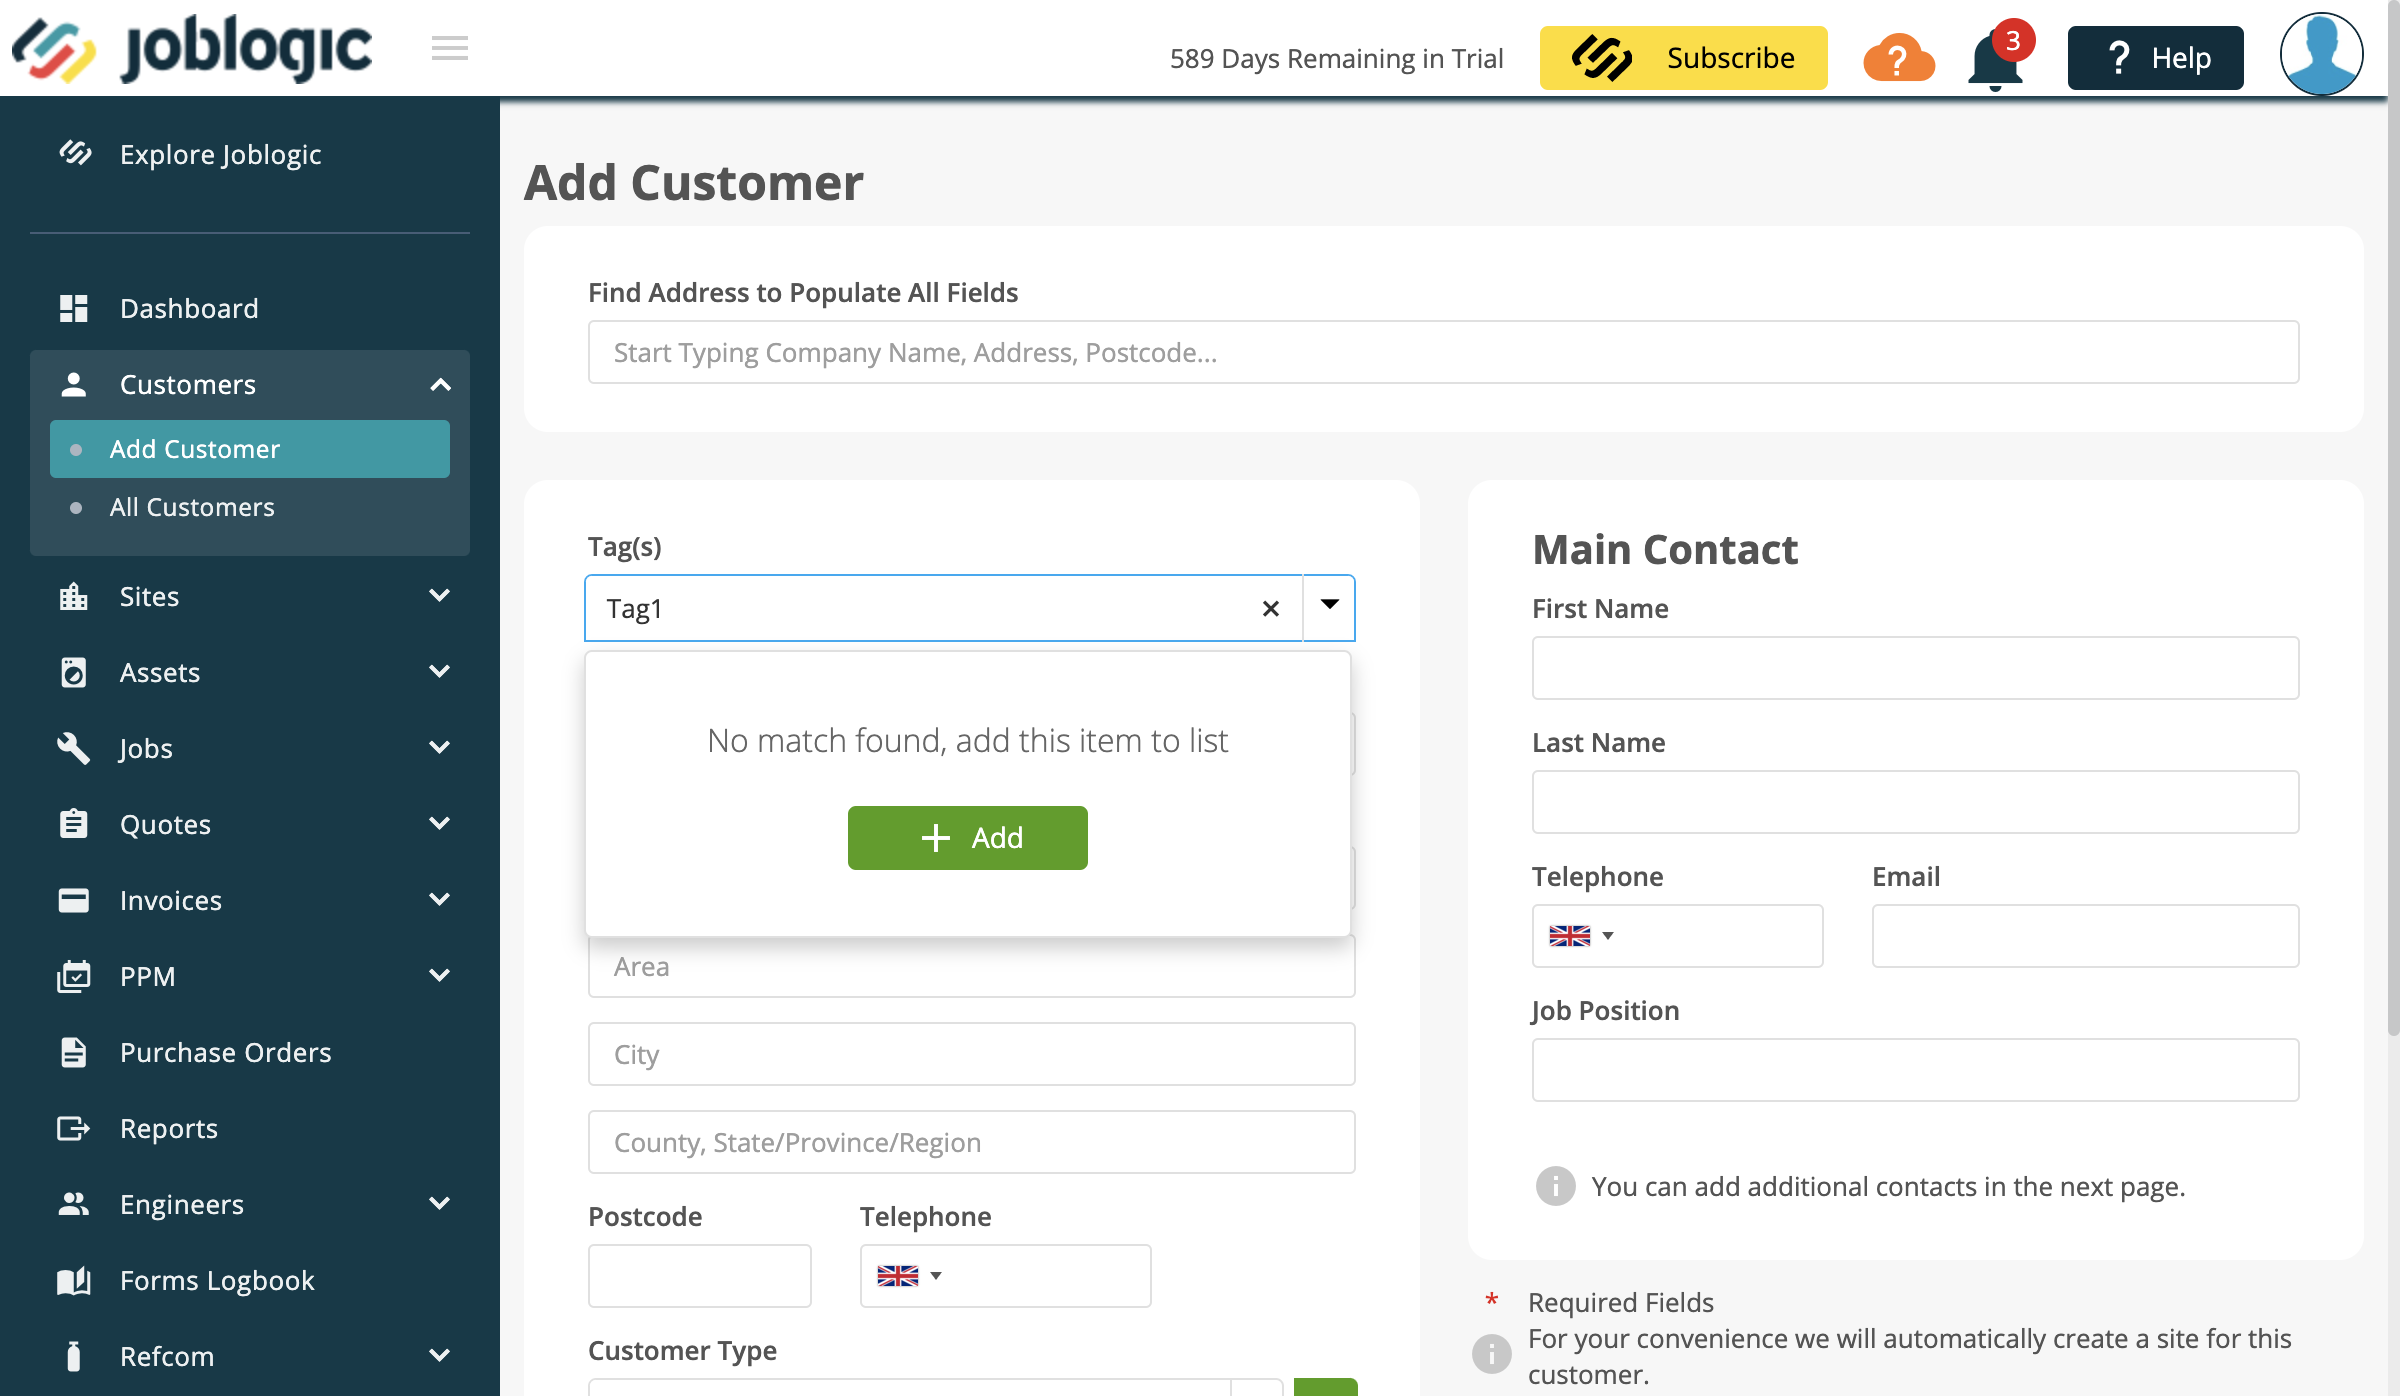 joblogic
589 Days Remaining in Trial
Subscribe
?
3
? Help
Explore Joblogic
Dashboard
Customers
Add Customer
All Customers
Sites
Assets
Jobs
Quotes
Invoices
PPM
Purchase Orders
Reports
Engineers
Forms Logbook
Refcom
Add Customer
Find Address to Populate All Fields
Start Typing Company Name, Address, Postcode...
Tag(s)
Tag1
No match found, add this item to list
+ Add
Area
City
County, State/Province/Region
Postcode
Telephone
Customer Type
Main Contact
First Name
Last Name
Telephone
Email
Job Position
You can add additional contacts in the next page.
* Required Fields
For your convenience we will automatically create a site for this
customer.